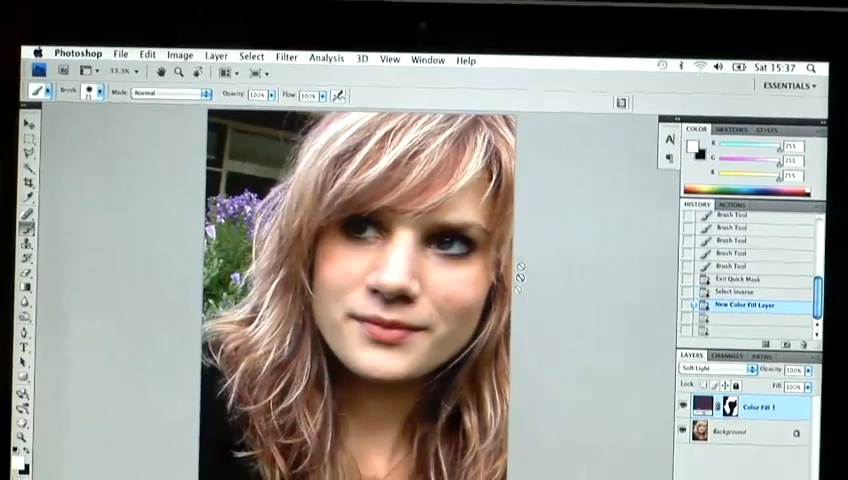 Photoshop File Edit Image Layer Select Filter Analysis 3D View Window Help Sat 15:37
33.3% ESSENTIALS
Brush: 25 Mode: Normal Opacity: 100% Flow: 100%
COLOR SWATCHES STYLES
A
R 255
G 255
B 255
HISTORY ACTIONS
Brush Tool
Brush Tool
Brush Tool
Brush Tool
Brush Tool
Exit Quick Mask
Select Inverse
New Color Fill Layer
LAYERS CHANNELS PATHS
Soft Light Opacity: 100%
Lock: Fill: 100%
Color Fill 1
Background
T